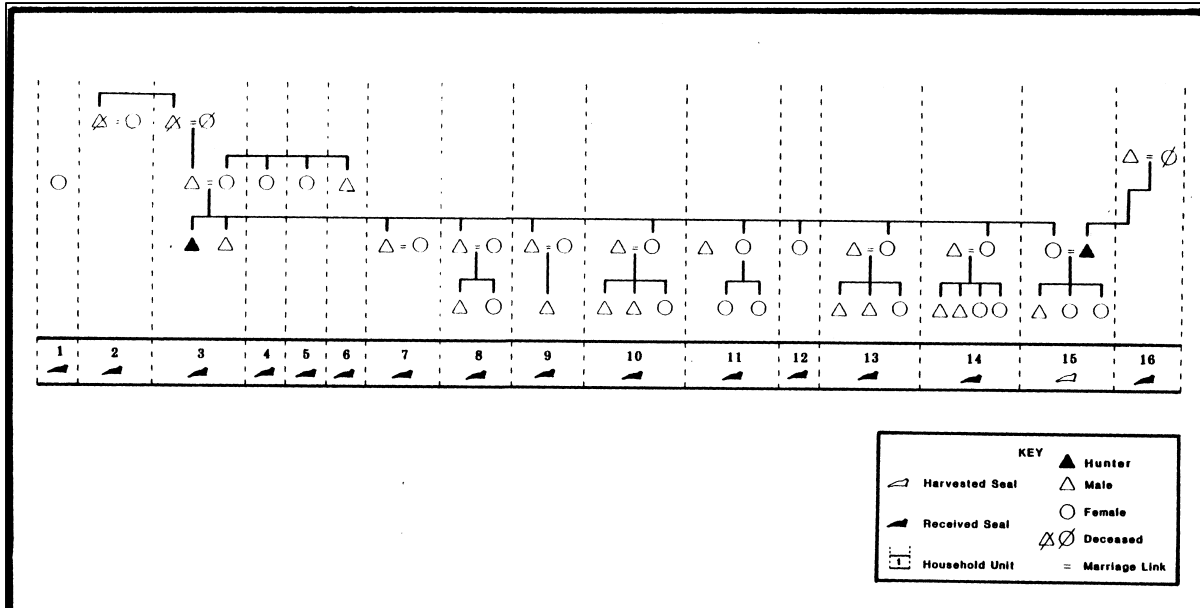 1 2 3 4 5 6 7 8 9 10 11 12 13 14 15 16
KEY
Hunter
Harvested Seal
Male
Female
Received Seal
Deceased
1 Household Unit
= Marriage Link